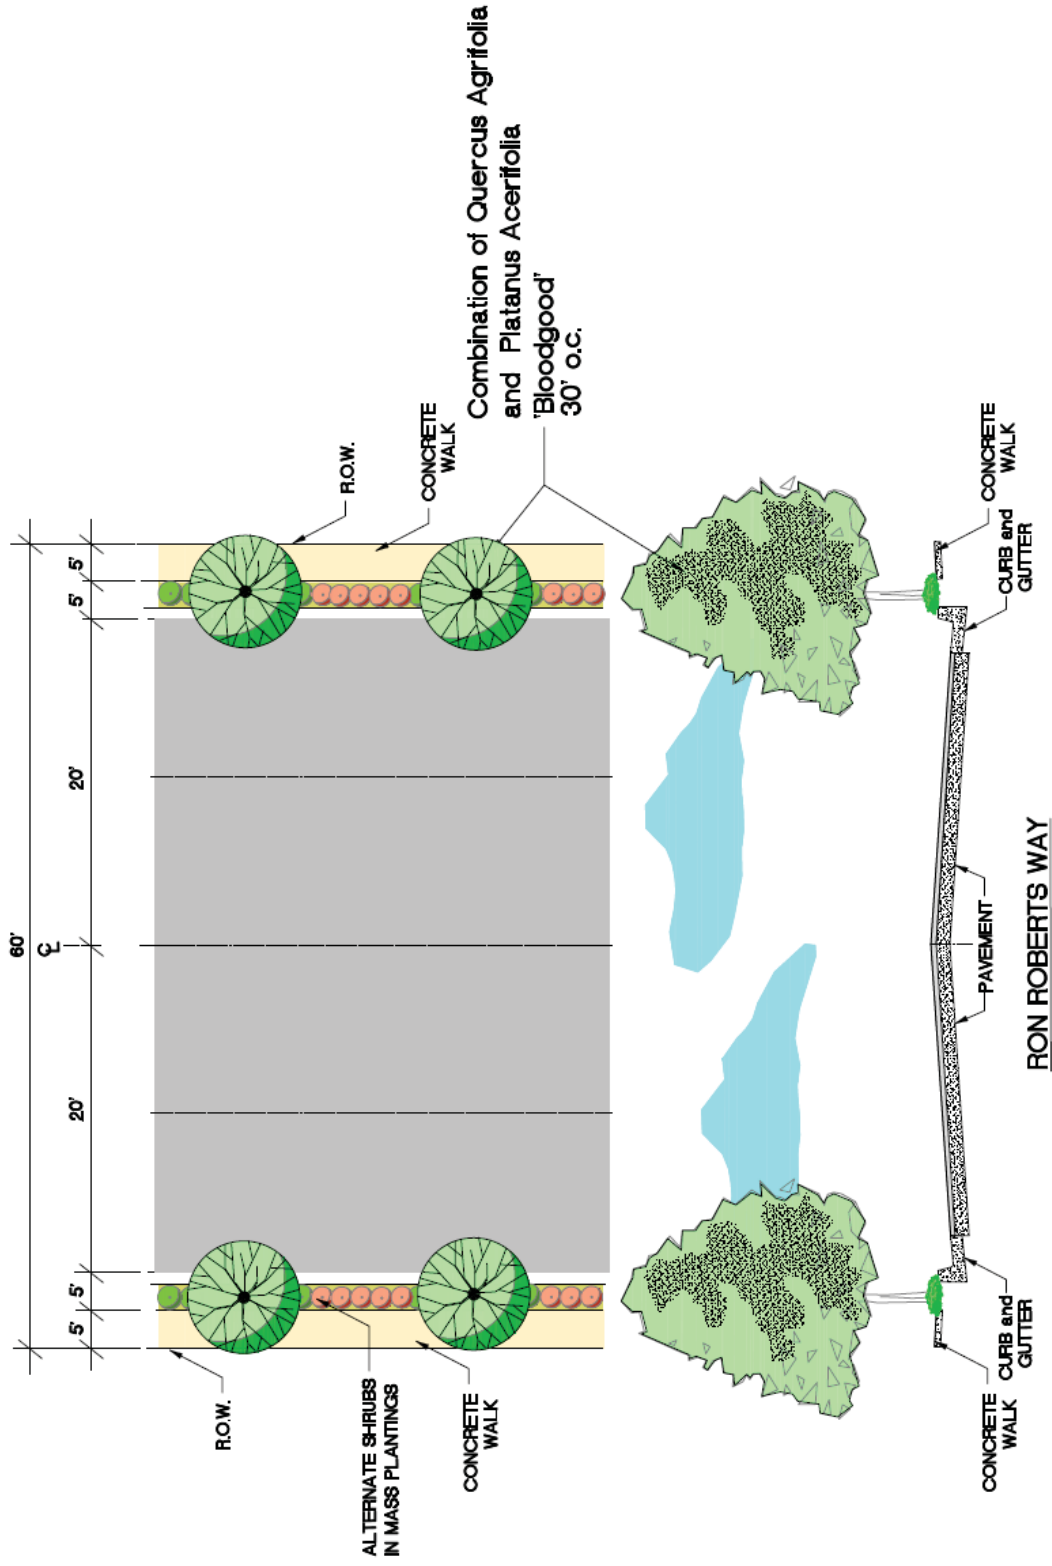 60'
℄
5'
5'
20'
20'
5'
5'
R.O.W.
ALTERNATE SHRUBS
IN MASS PLANTINGS
CONCRETE
WALK
R.O.W.
CONCRETE
WALK
Combination of Quercus Agrifolia
and Platanus Acerifolia
'Bloodgood'
30' o.c.
CONCRETE
WALK
CURB and
GUTTER
PAVEMENT
CURB and
GUTTER
CONCRETE
WALK
RON ROBERTS WAY